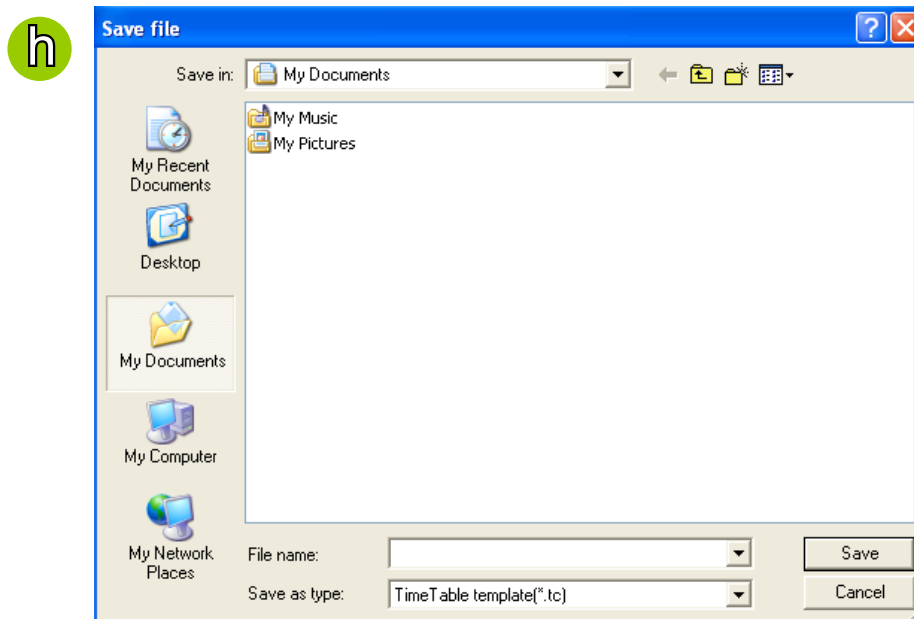 h
Save file
Save in: My Documents
My Music
My Pictures
My Recent
Documents
Desktop
My Documents
My Computer
My Network
Places
File name:
Save
Save as type: TimeTable template(*.tc)
Cancel